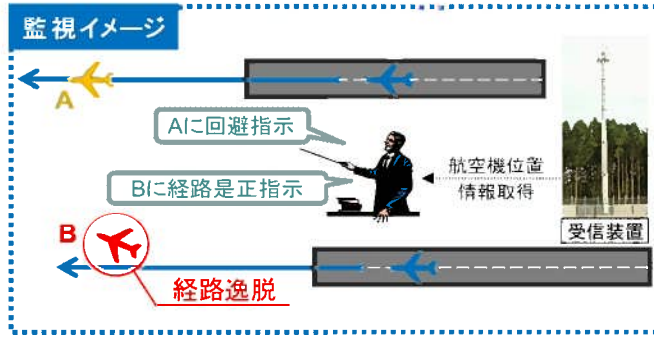 監視イメージ
A
Aに回避指示
Bに経路是正指示
航空機位置
情報取得
受信装置
B
経路逸脱